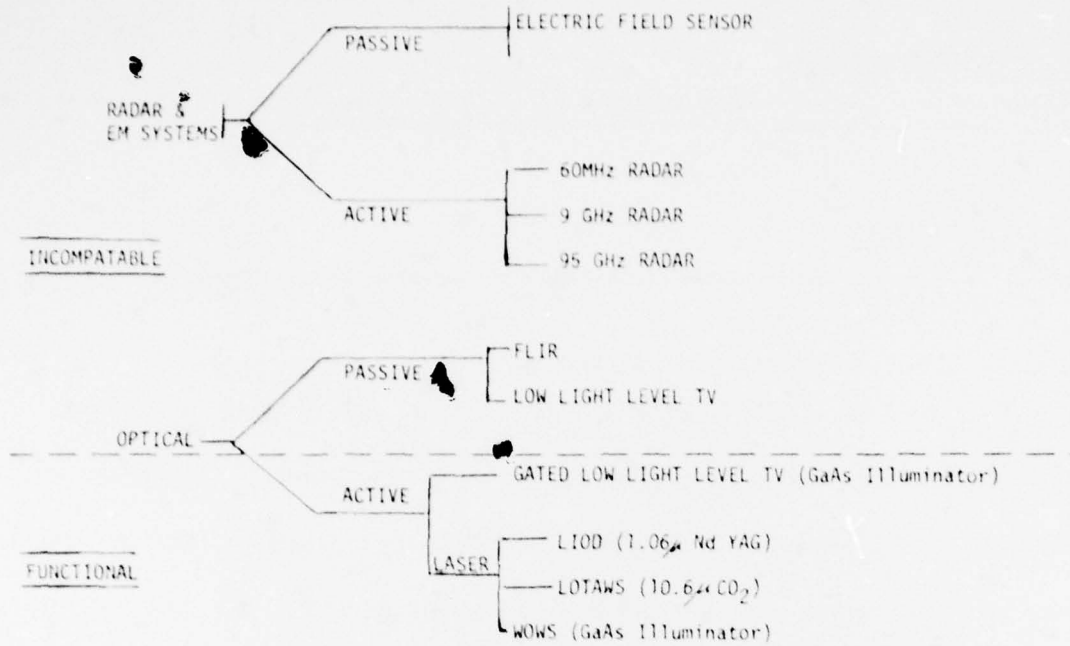 ELECTRIC FIELD SENSOR
PASSIVE
RADAR &
EM SYSTEMS
60MHz RADAR
ACTIVE
9 GHz RADAR
95 GHz RADAR
INCOMPATABLE
FLIR
PASSIVE
LOW LIGHT LEVEL TV
OPTICAL
GATED LOW LIGHT LEVEL TV (GaAs Illuminator)
ACTIVE
LIOD (1.06μ Nd YAG)
LASER
FUNCTIONAL
LOTAWS (10.6μ CO₂)
WOWS (GaAs Illuminator)